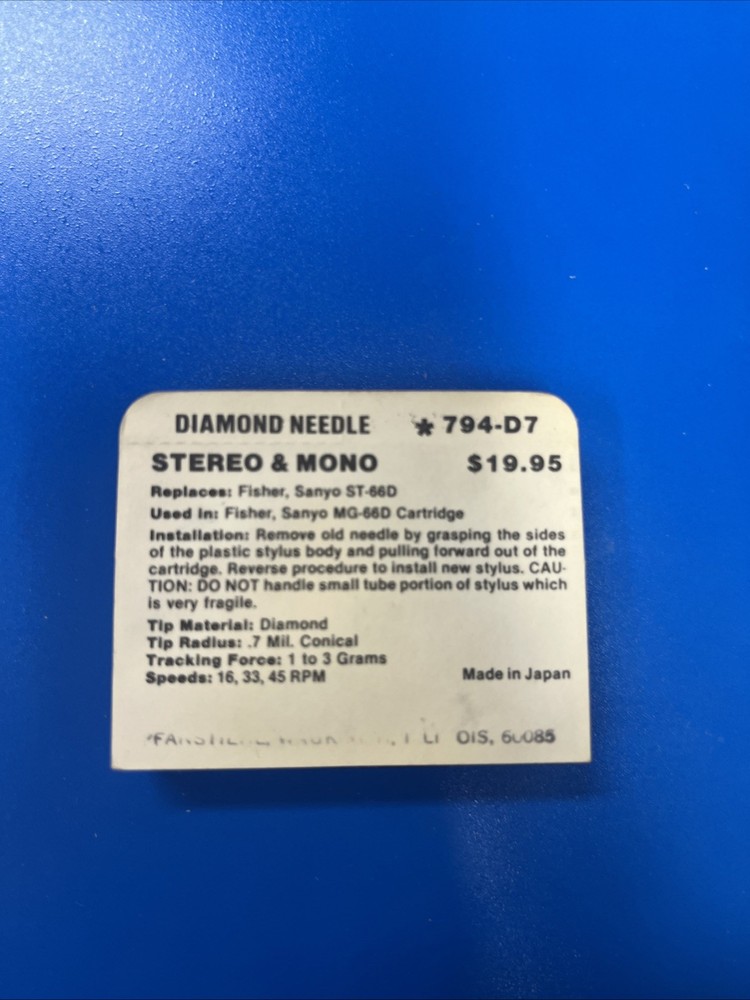 DIAMOND NEEDLE * 794-D7
STEREO & MONO $19.95
Replaces: Fisher, Sanyo ST-66D
Used In: Fisher, Sanyo MG-66D Cartridge
Installation: Remove old needle by grasping the sides
of the plastic stylus body and pulling forward out of the
cartridge. Reverse procedure to install new stylus. CAU-
TION: DO NOT handle small tube portion of stylus which
is very fragile.
Tip Material: Diamond
Tip Radius: .7 Mil. Conical
Tracking Force: 1 to 3 Grams
Speeds: 16, 33, 45 RPM Made in Japan
60085